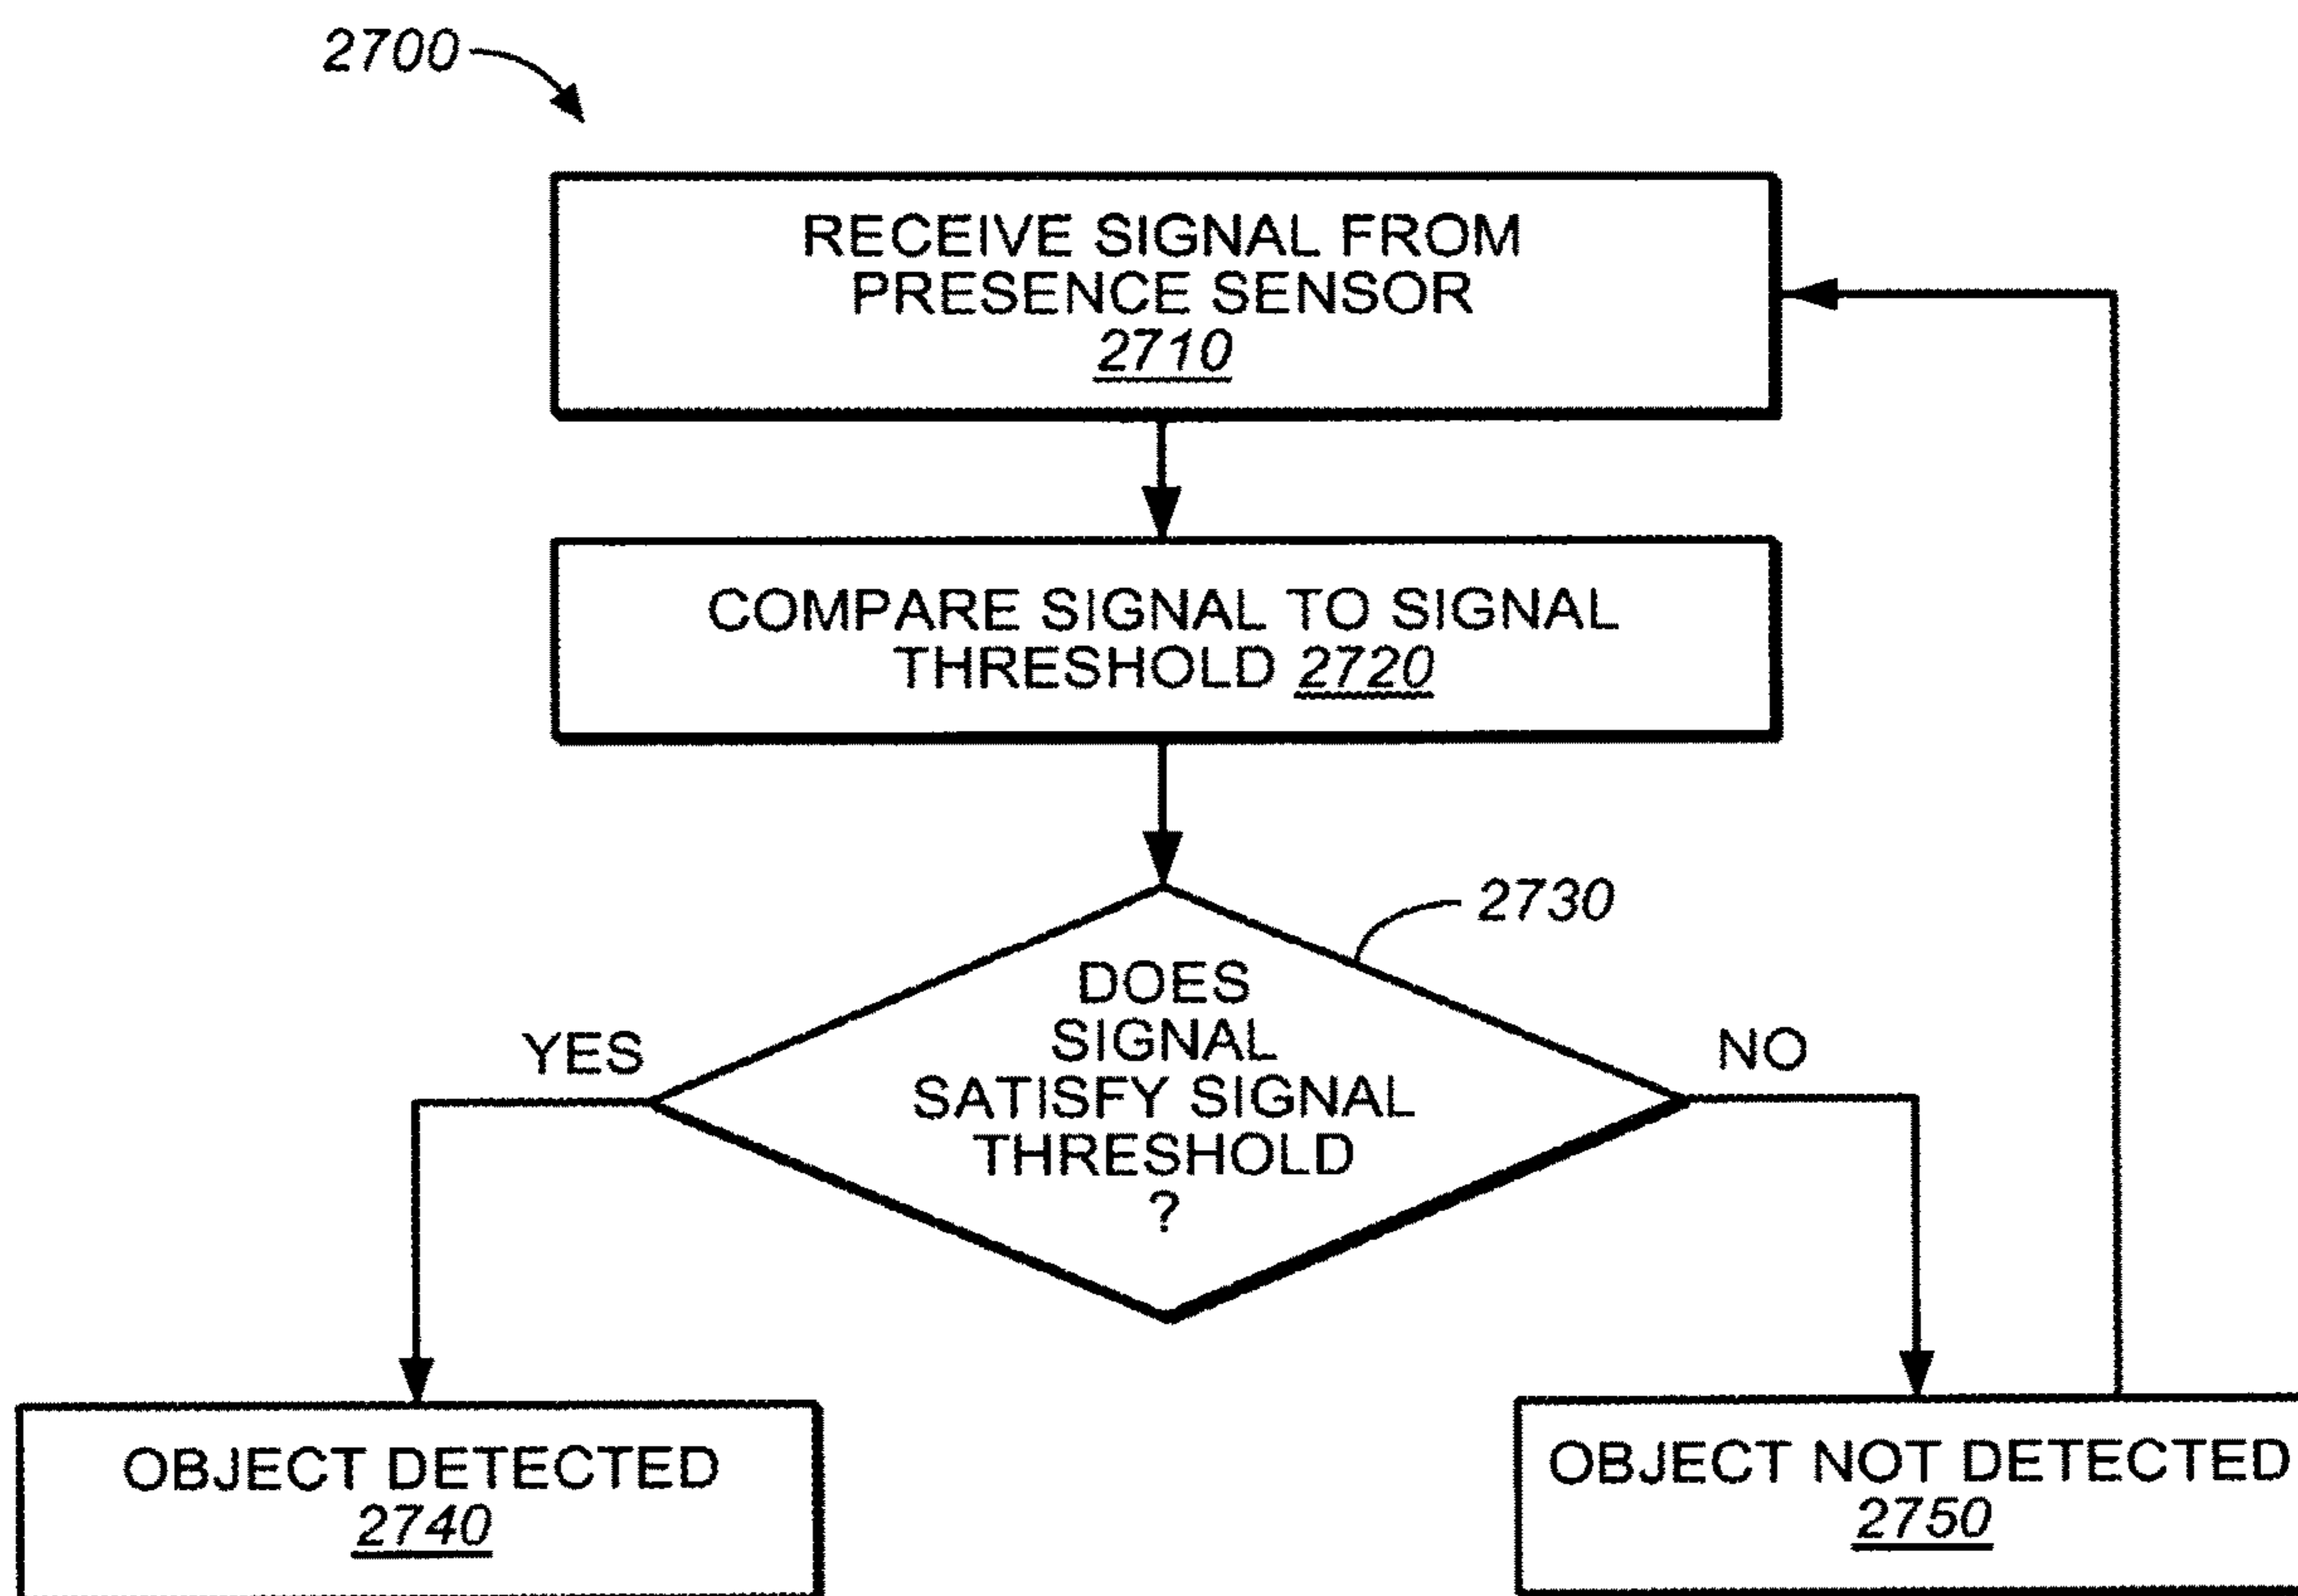 2700
RECEIVE SIGNAL FROM
PRESENCE SENSOR
2710
COMPARE SIGNAL TO SIGNAL
THRESHOLD 2720
2730
DOES
SIGNAL
SATISFY SIGNAL
THRESHOLD
?
YES
NO
OBJECT DETECTED
2740
OBJECT NOT DETECTED
2750